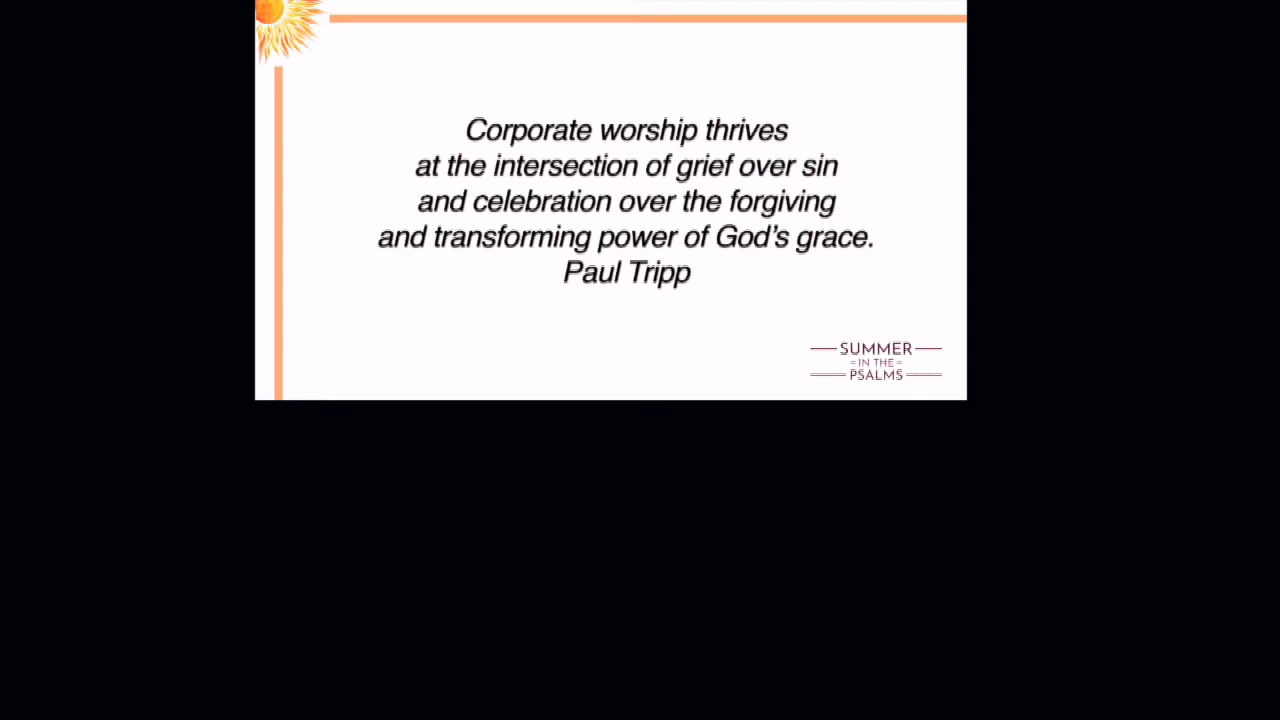 Corporate worship thrives
at the intersection of grief over sin
and celebration over the forgiving
and transforming power of God’s grace.
Paul Tripp
SUMMER
IN THE
PSALMS